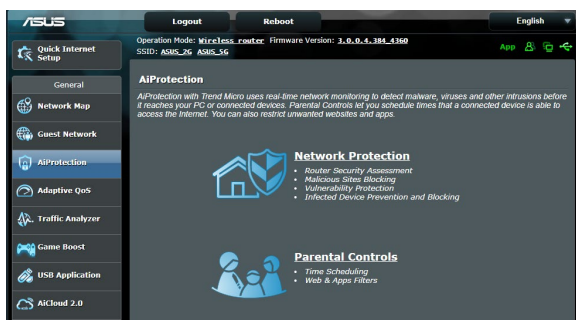 ASUS
Logout
Reboot
English
Quick Internet
Setup
Operation Mode: Wireless router Firmware Version: 3.0.0.4.384_4360
SSID: ASUS_2G ASUS_5G
App
General
Network Map
Guest Network
AiProtection
Adaptive QoS
Traffic Analyzer
Game Boost
USB Application
AiCloud 2.0
AiProtection
AiProtection with Trend Micro uses real-time network monitoring to detect malware, viruses and other intrusions before
it reaches your PC or connected devices. Parental Controls let you schedule times that a connected device is able to
access the Internet. You can also restrict unwanted websites and apps.
Network Protection
• Router Security Assessment
• Malicious Sites Blocking
• Vulnerability Protection
• Infected Device Prevention and Blocking
Parental Controls
• Time Scheduling
• Web & Apps Filters